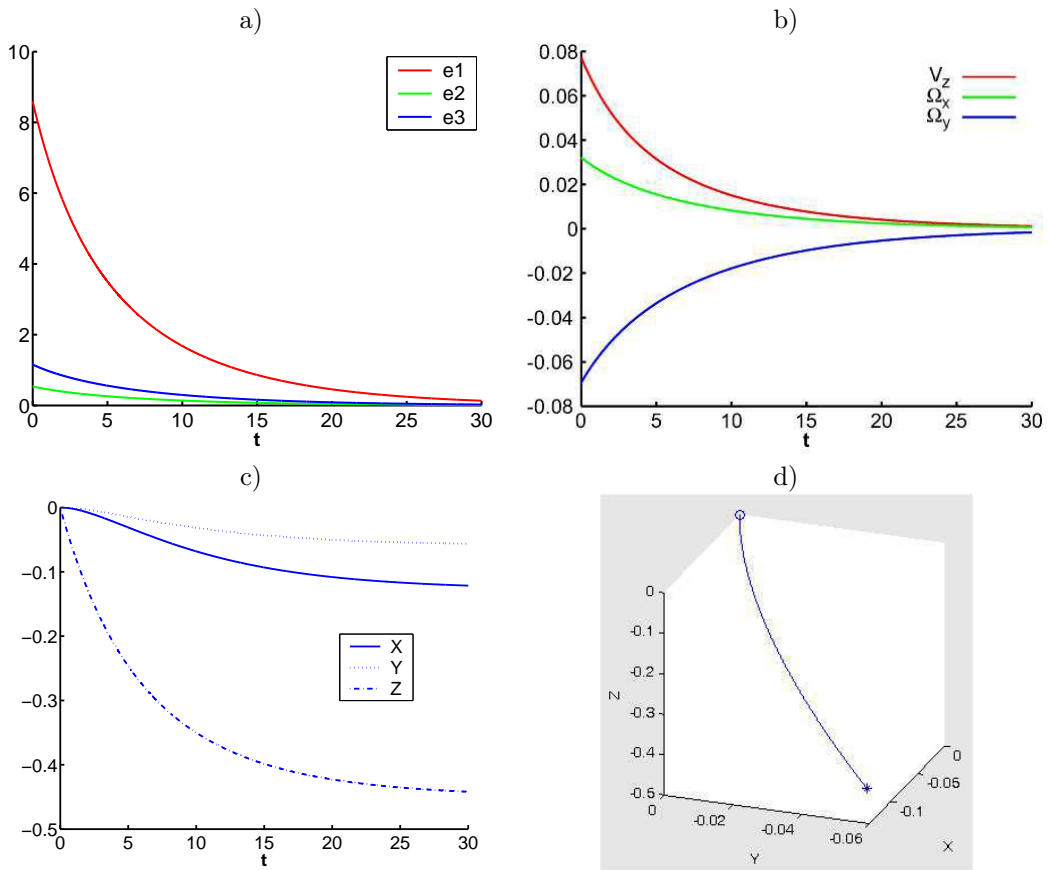 a)
10
8
6
4
2
0
e1
e2
e3
0 5 10 15 20 25 30
t
b)
0.08
0.06
0.04
0.02
0
-0.02
-0.04
-0.06
-0.08
V_z
Ω_x
Ω_y
0 5 10 15 20 25 30
t
c)
0
−0.1
−0.2
−0.3
−0.4
−0.5
X
Y
Z
0 5 10 15 20 25 30
t
d)
0
-0.1
-0.2
-0.3
-0.4
-0.5
Z
0 -0.02 -0.04 -0.06
Y
0
-0.05
-0.1
X